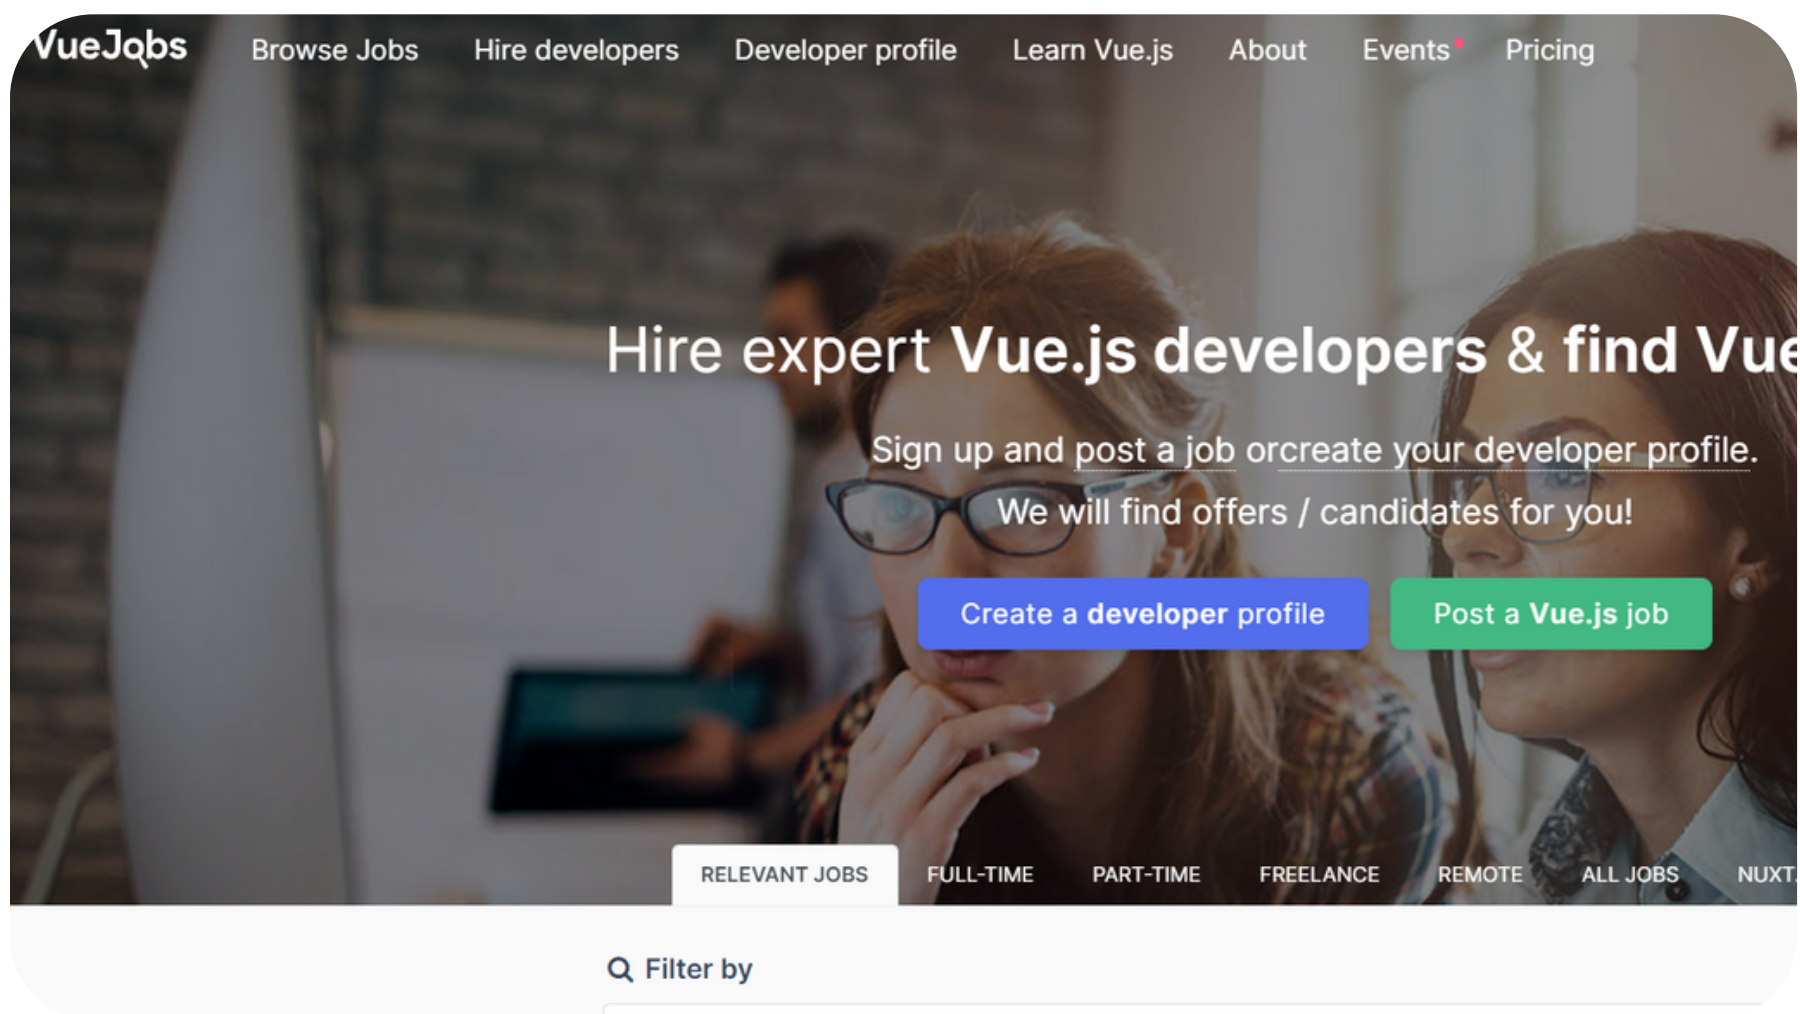 VueJobs Browse Jobs Hire developers Developer profile Learn Vue.js About Events Pricing
Hire expert Vue.js developers & find Vue
Sign up and post a job orcreate your developer profile.
We will find offers / candidates for you!
Create a developer profile Post a Vue.js job
RELEVANT JOBS FULL-TIME PART-TIME FREELANCE REMOTE ALL JOBS NUXT.
Filter by